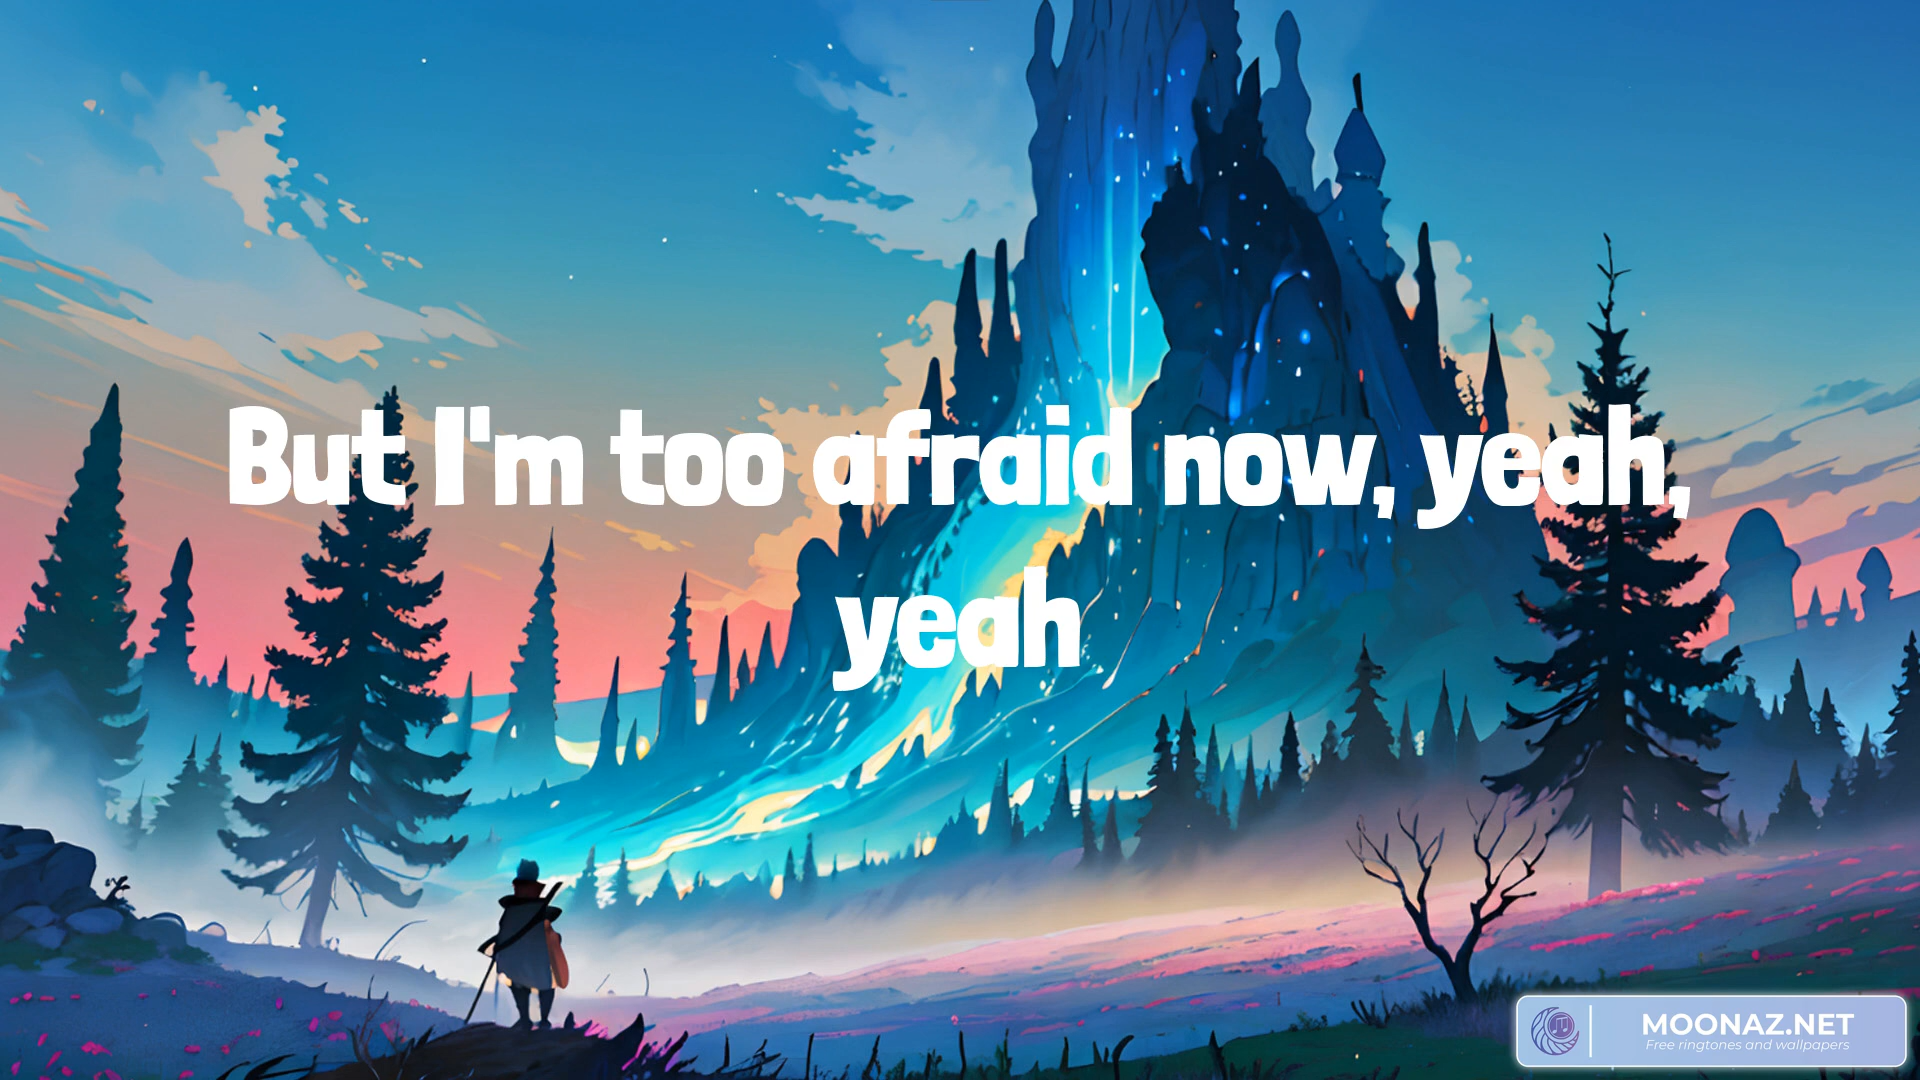 But I'm too afraid now, yeah,
yeah
MOONAZ.NET
Free ringtones and wallpapers